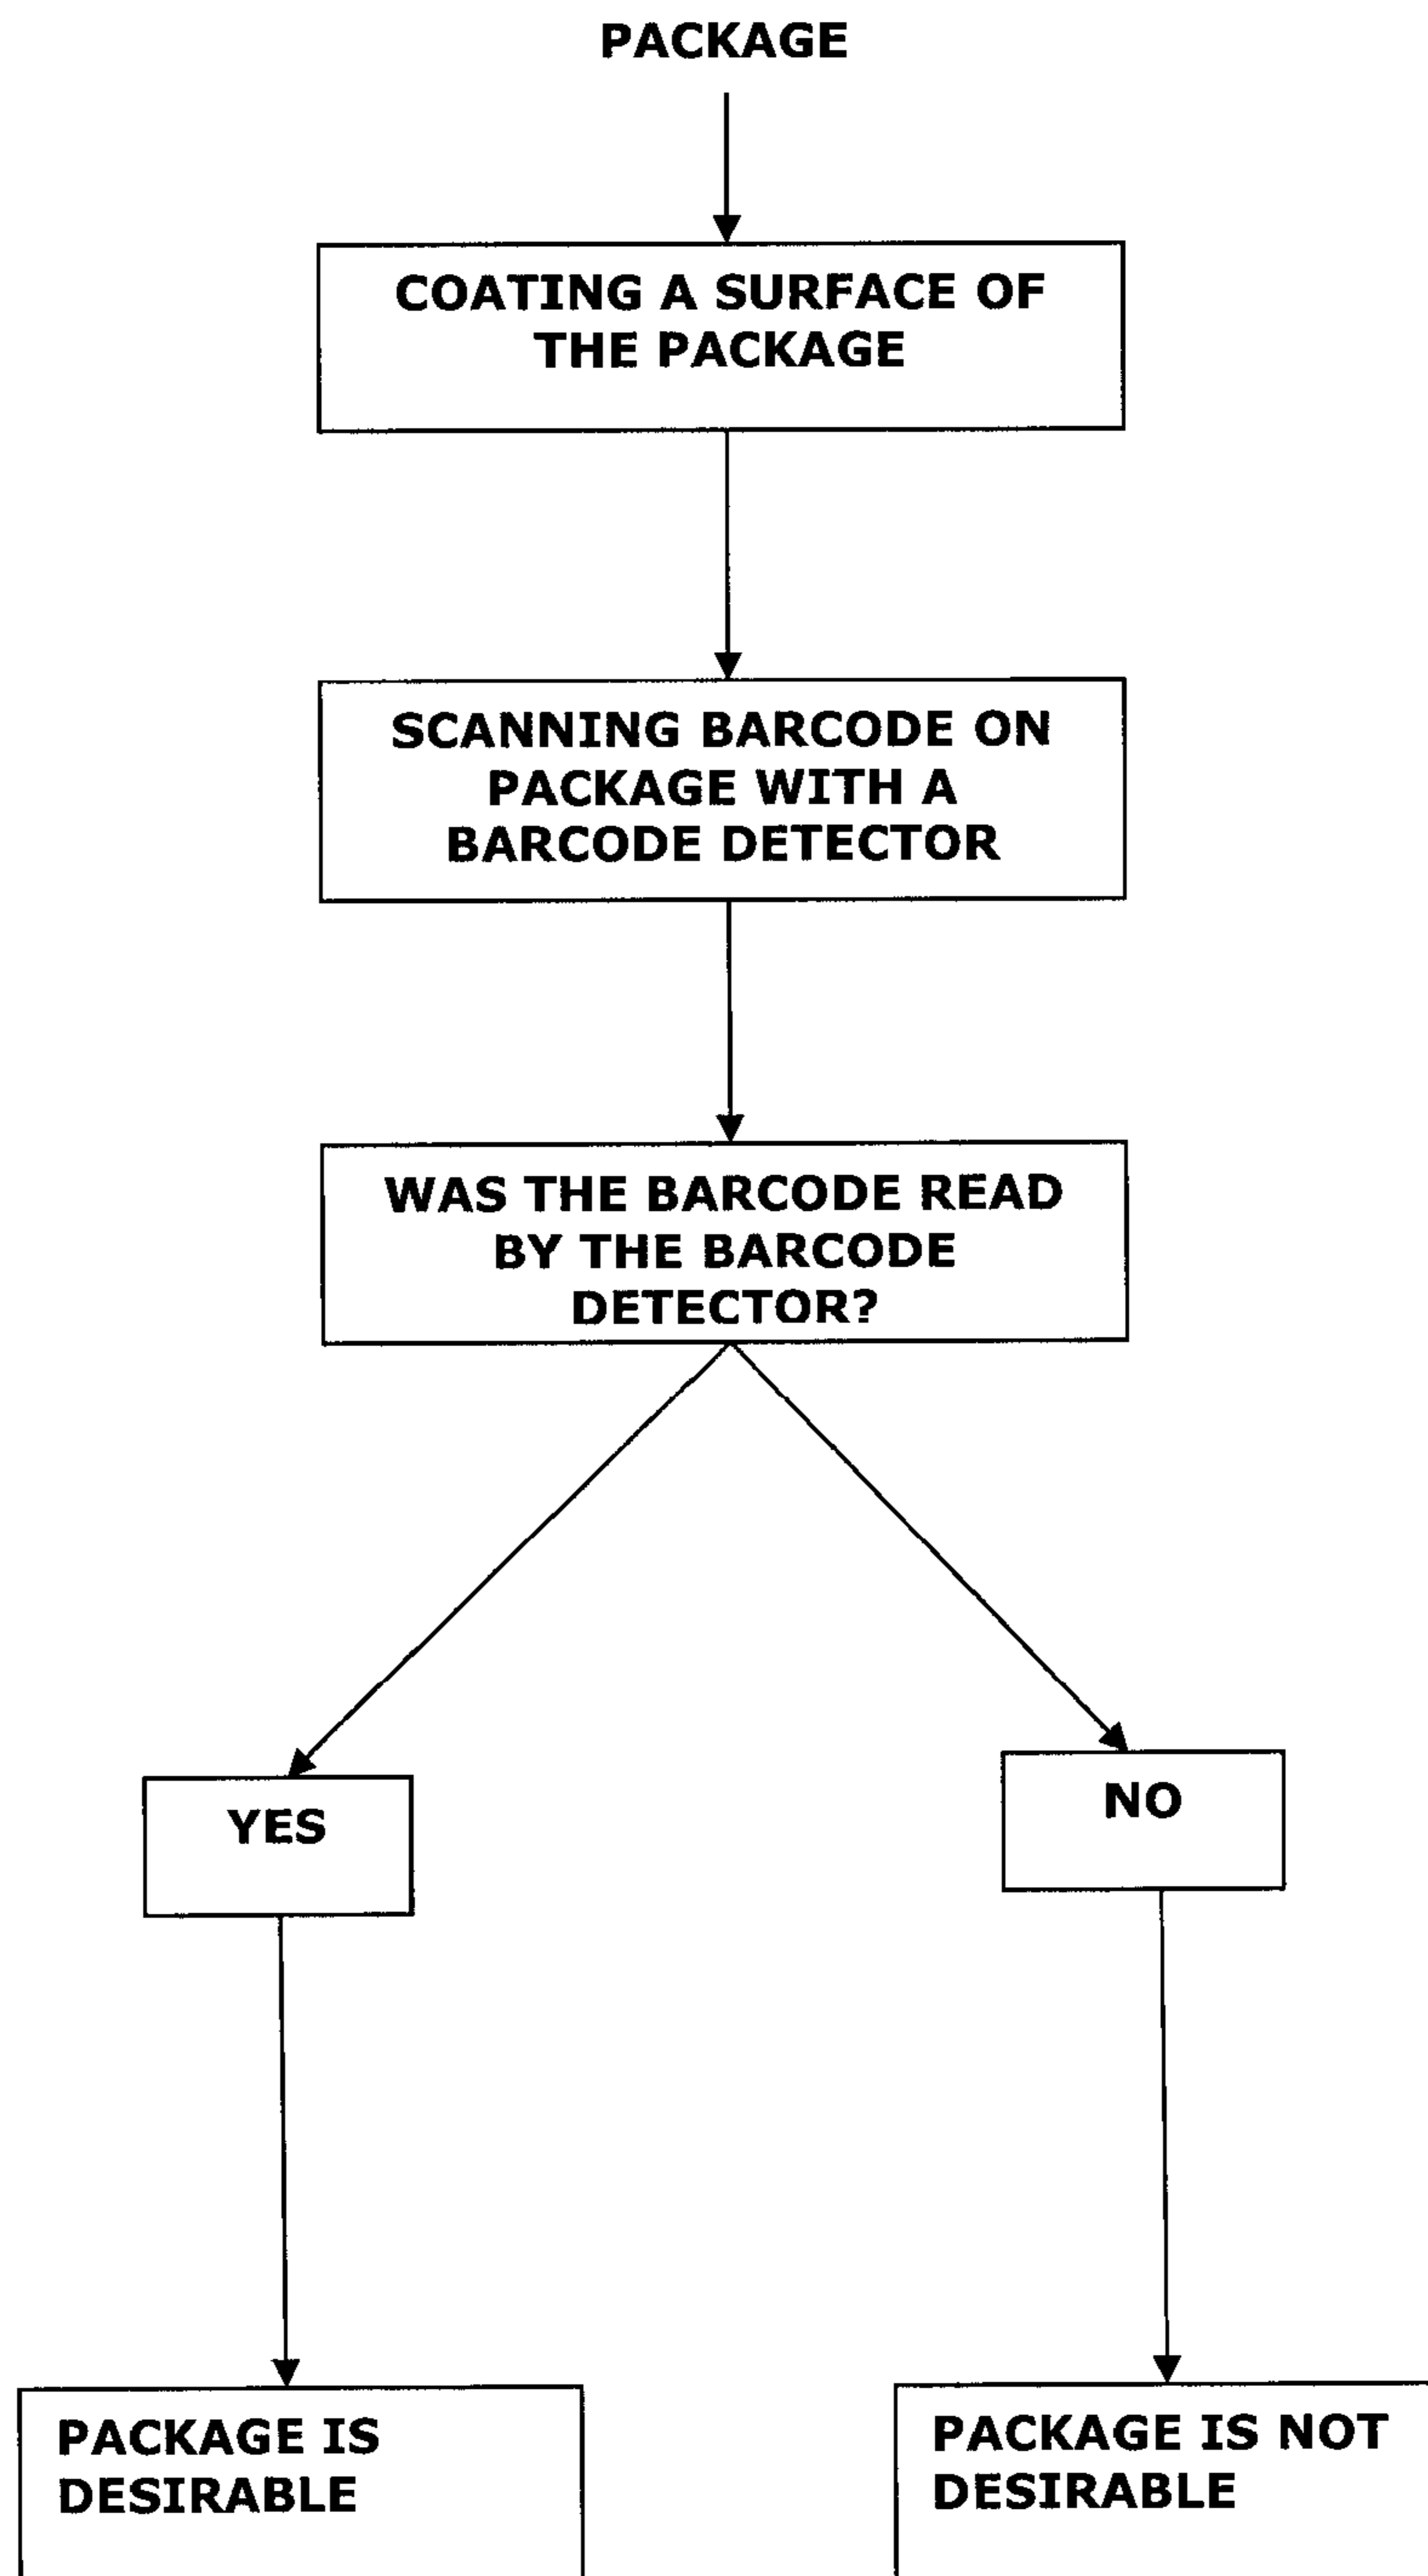 PACKAGE
COATING A SURFACE OF
THE PACKAGE
SCANNING BARCODE ON
PACKAGE WITH A
BARCODE DETECTOR
WAS THE BARCODE READ
BY THE BARCODE
DETECTOR?
YES
NO
PACKAGE IS
DESIRABLE
PACKAGE IS NOT
DESIRABLE